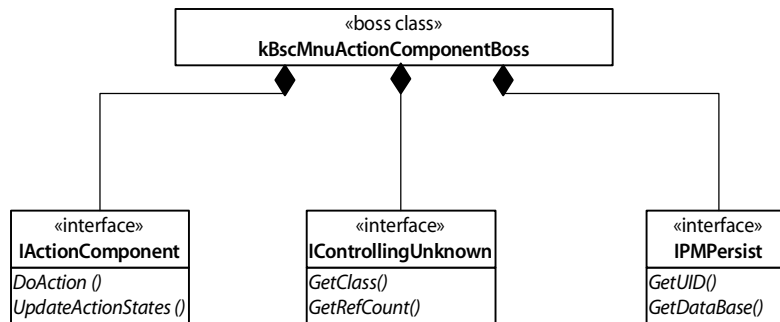 «boss class»
kBscMnuActionComponentBoss
«interface»
IActionComponent
DoAction ()
UpdateActionStates ()
«interface»
IControllingUnknown
GetClass()
GetRefCount()
«interface»
IPMPersist
GetUID()
GetDataBase()